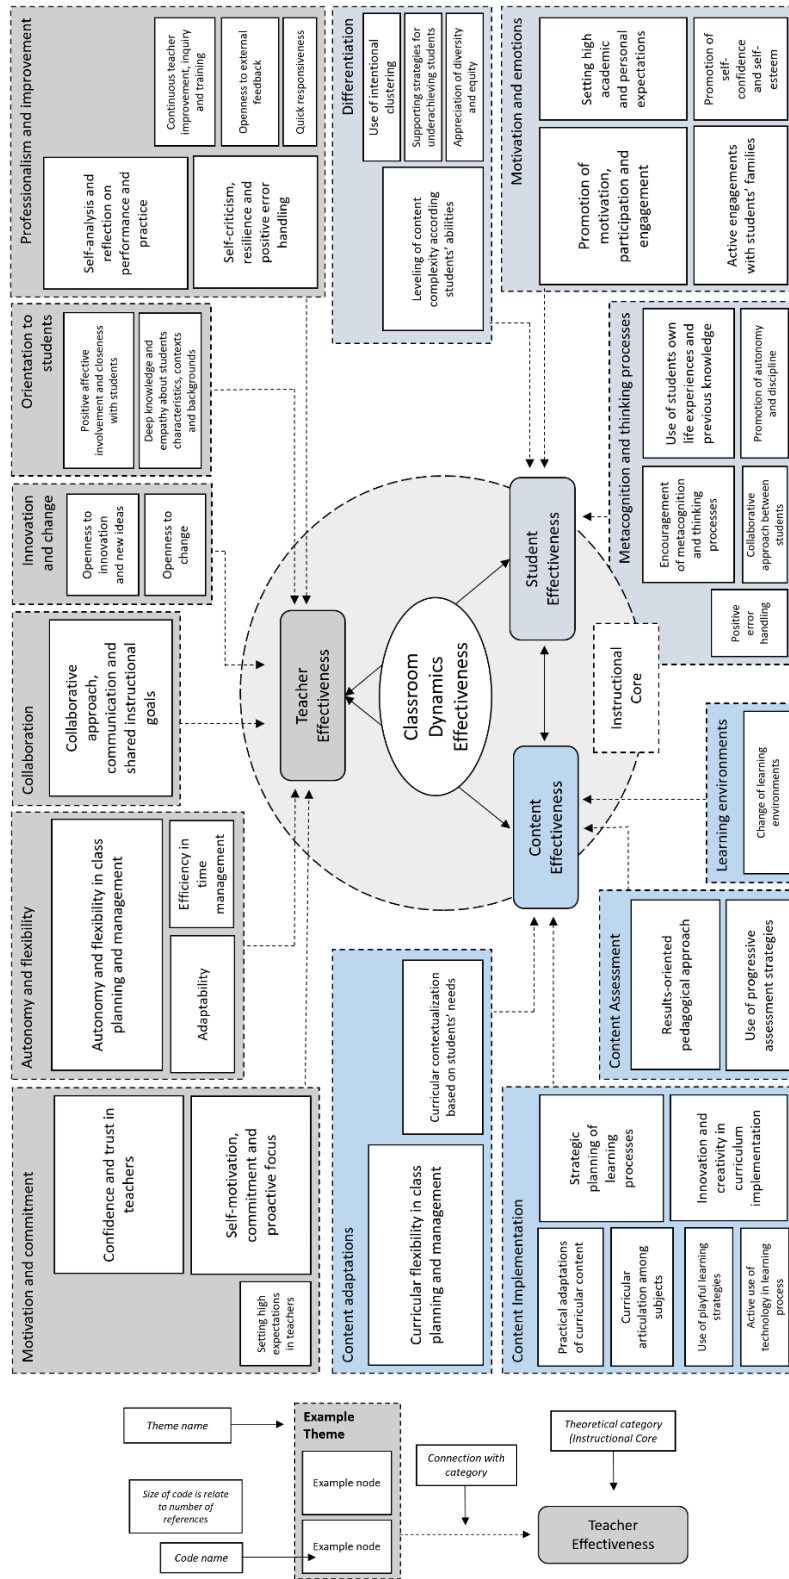 Motivation and commitment
Confidence and trust in
teachers
Setting high
expectations
in teachers
Self-motivation,
commitment and
proactive focus
Autonomy and flexibility
Autonomy and flexibility in class
planning and management
Adaptability
Efficiency in
time
management
Collaboration
Collaborative
approach,
communication and
shared instructional
goals
Innovation
and change
Openness to
innovation
and new ideas
Openness to
change
Orientation to
students
Positive affective
involvement and closeness
with students
Deep knowledge and
empathy about students
characteristics, contexts
and backgrounds
Professionalism and improvement
Self-analysis and
reflection on
performance and
practice
Self-criticism,
resilience and
positive error
handling
Continuous teacher
improvement, inquiry
and training
Openness to external
feedback
Quick responsiveness
Teacher
Effectiveness
Classroom
Dynamics
Effectiveness
Content
Effectiveness
Student
Effectiveness
Instructional
Core
Content adaptations
Curricular flexibility in class
planning and management
Curricular contextualization
based on students’ needs
Differentiation
Leveling of content
complexity according
students’ abilities
Use of intentional
clustering
Supporting strategies for
underachieving students
Appreciation of diversity
and equity
Content Implementation
Practical adaptations
of curricular content
Strategic
planning of
learning
processes
Curricular
articulation among
subjects
Use of playful learning
strategies
Innovation and
creativity in
curriculum
implementation
Active use of
technology in learning
process
Content Assessment
Results-oriented
pedagogical approach
Use of progressive
assessment strategies
Learning environments
Change of learning
environments
Metacognition and thinking processes
Encouragement
of metacognition
and thinking
processes
Use of students own
life experiences and
previous knowledge
Positive
error
handling
Collaborative
approach between
students
Promotion of autonomy
and discipline
Motivation and emotions
Promotion of
motivation,
participation and
engagement
Setting high
academic
and personal
expectations
Active engagements
with students’ families
Promotion of
self-
confidence
and self-
esteem
Theme name
Size of code is relate
to number of
references
Code name
Example
Theme
Example node
Example node
Connection with
category
Theoretical category
(Instructional Core
Teacher
Effectiveness